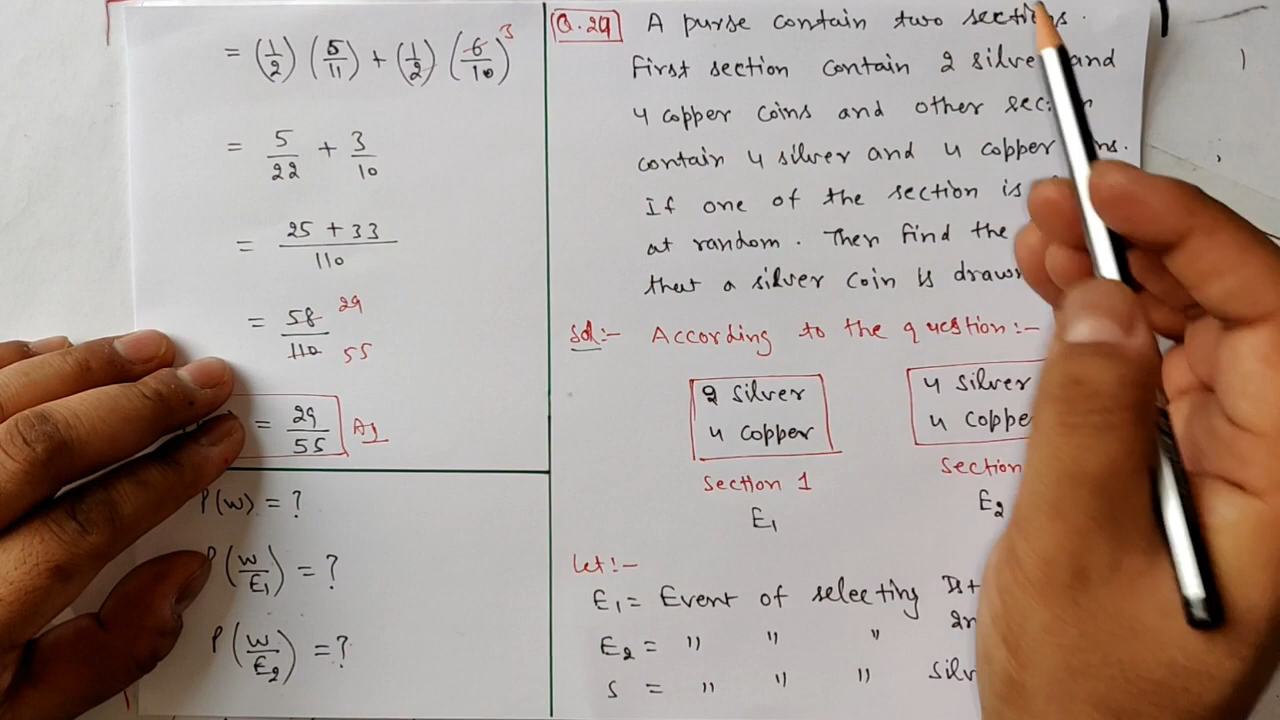 = (1/2) (5/11) + (1/2) (6/10) 3
= 5/22 + 3/10
= 25 + 33 / 110
= 58/110 29 55
= 29/55 Ag
P(w) = ?
P(w/E1) = ?
P(w/E2) = ?
Q.29 A purse contain two sections.
First section contain 2 silver and
4 copper coins and other
contain 4 silver and 4 copper
If one of the section is
at random. Then find the
that a silver coin is drawn
Sol:- According to the question:-
2 silver
4 copper
Section 1
E1
4 silver
4 copper
Section
E2
let:-
E1 = Event of selecting Ist
E2 = " " "
S = " " "